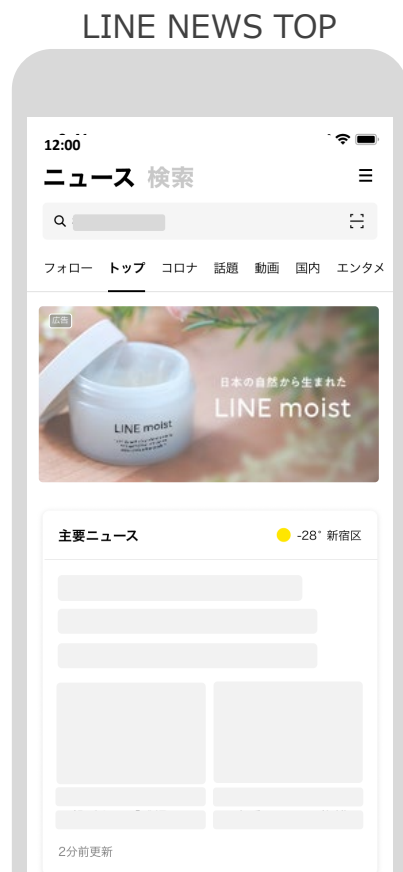 LINE NEWS TOP
12:00
ニュース 検索
フォロー トップ コロナ 話題 動画 国内 エンタメ
広告
日本の自然から生まれた
LINE moist
LINE moist
主要ニュース -28° 新宿区
2分前更新